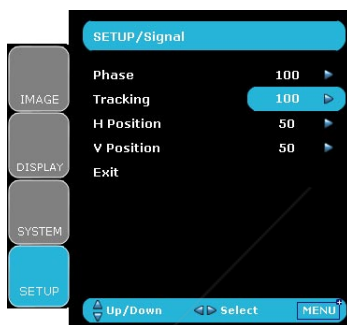 SETUP/Signal
Phase 100
Tracking 100
H Position 50
V Position 50
Exit
IMAGE
DISPLAY
SYSTEM
SETUP
Up/Down Select MENU